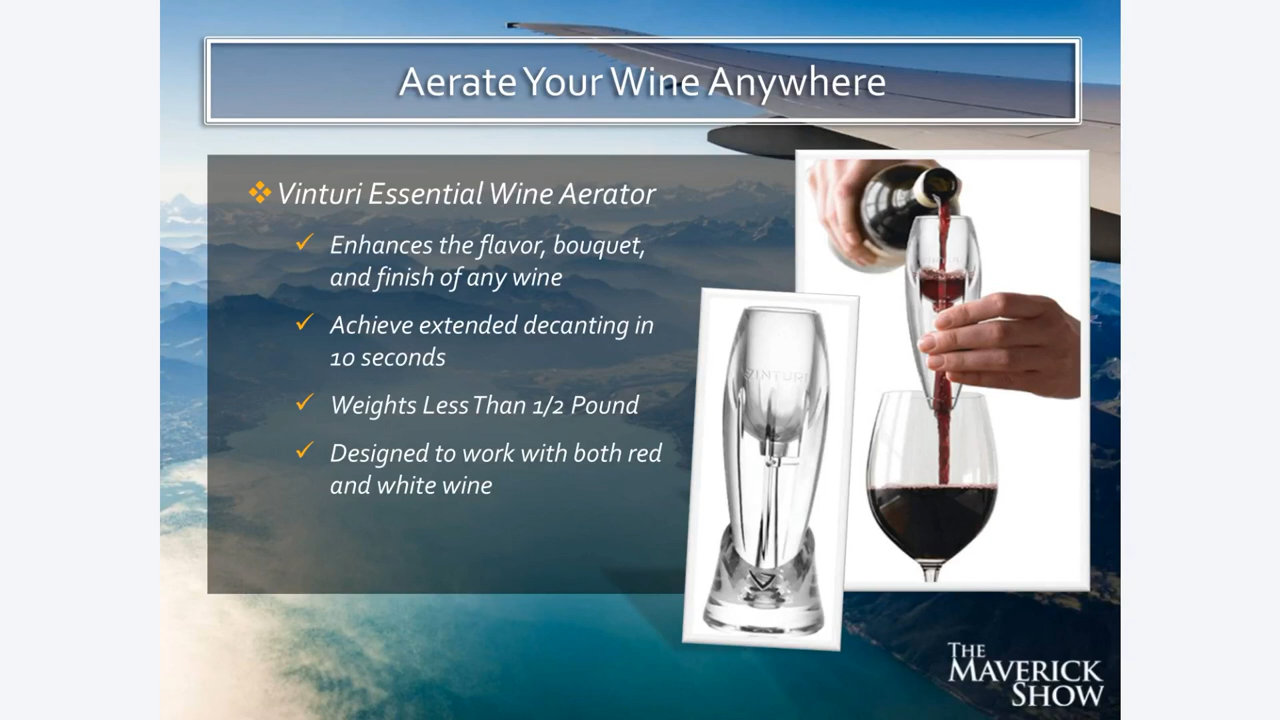 Aerate Your Wine Anywhere
Vinturi Essential Wine Aerator
Enhances the flavor, bouquet,
and finish of any wine
Achieve extended decanting in
10 seconds
Weights Less Than 1/2 Pound
Designed to work with both red
and white wine
VINTURI
VINTURI
THE
MAVERICK
SHOW